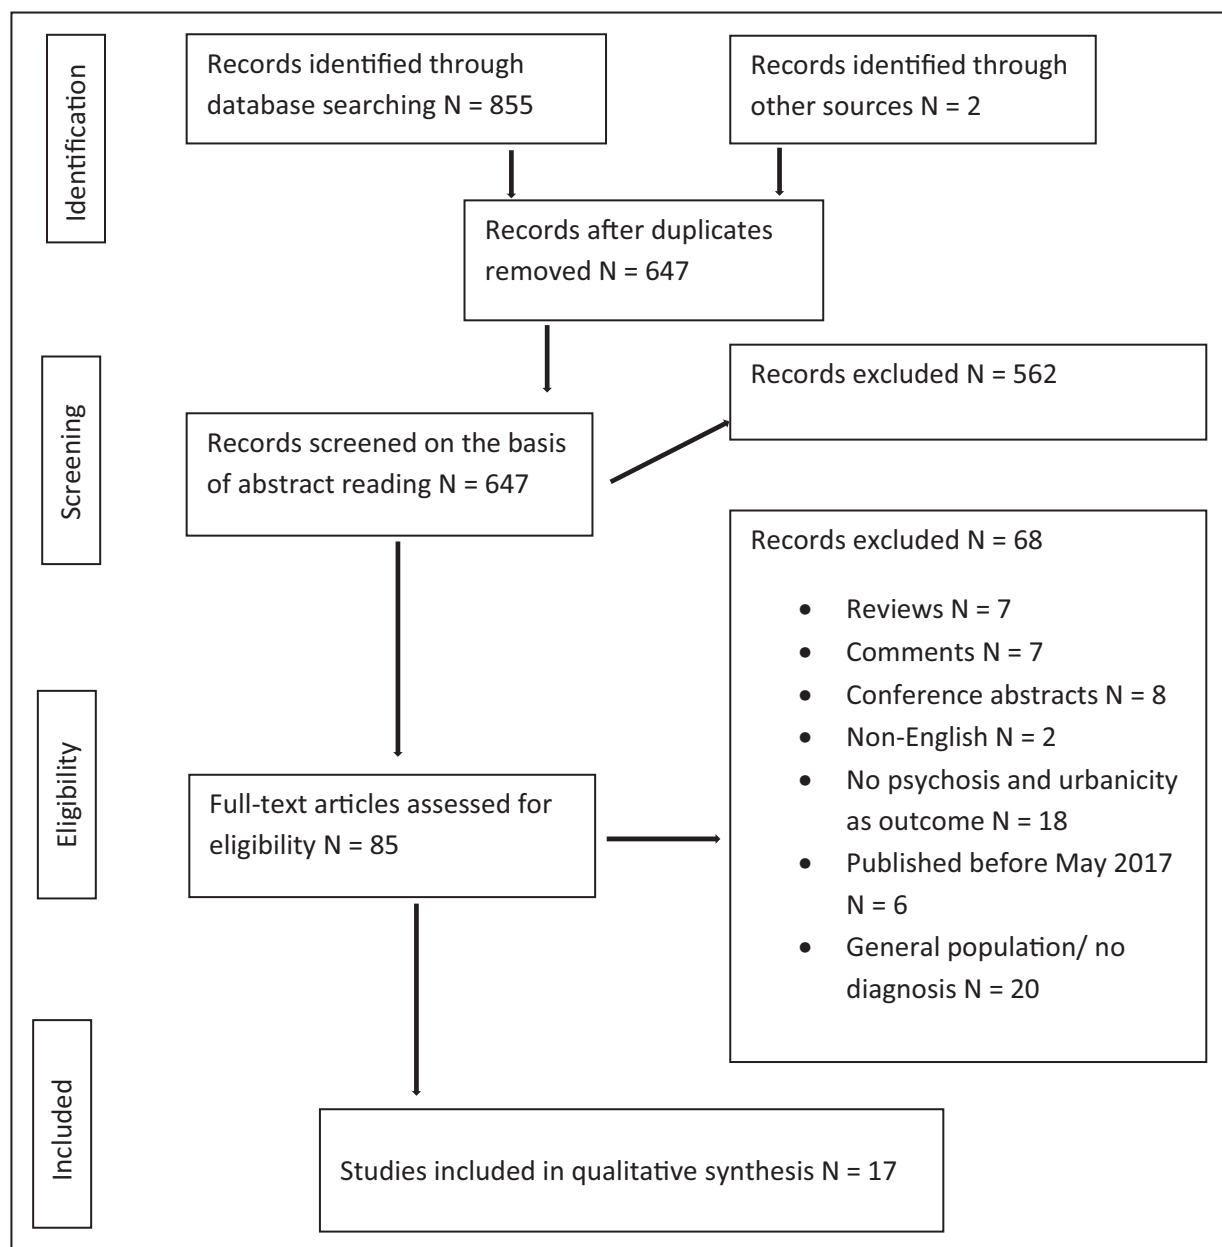 Identification
Records identified through
database searching N = 855
Records identified through
other sources N = 2
Records after duplicates
removed N = 647
Screening
Records excluded N = 562
Records screened on the basis
of abstract reading N = 647
Records excluded N = 68
• Reviews N = 7
• Comments N = 7
• Conference abstracts N = 8
• Non-English N = 2
• No psychosis and urbanicity
as outcome N = 18
• Published before May 2017
N = 6
• General population/ no
diagnosis N = 20
Eligibility
Full-text articles assessed for
eligibility N = 85
Included
Studies included in qualitative synthesis N = 17